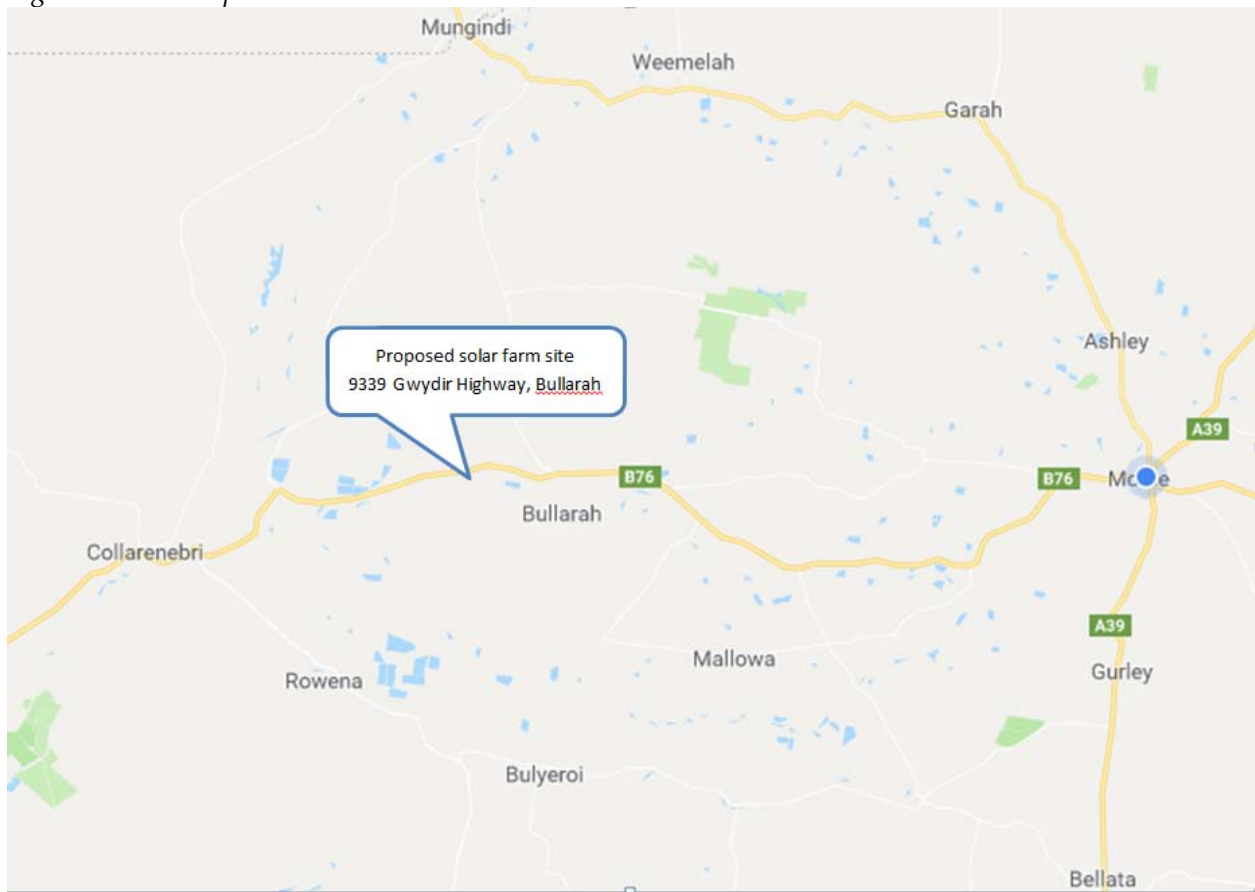 Mungindi
Weemelah
Garah
Ashley
Proposed solar farm site
9339 Gwydir Highway, Bullarah
A39
B76
B76
Bullarah
Collarenebri
A39
Mallowa
Gurley
Rowena
Bulyeroi
Bellata